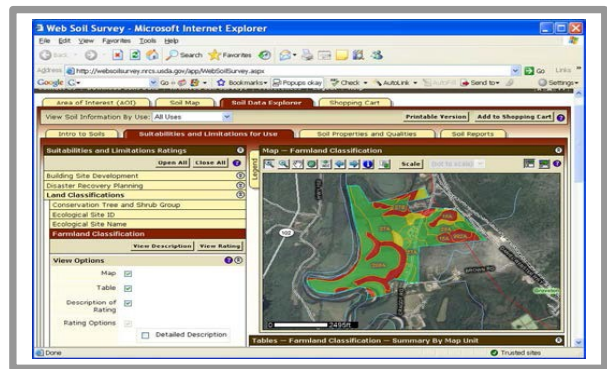 Web Soil Survey - Microsoft Internet Explorer
File Edit View Favorites Tools Help
Back Search Favorites
Address http://websoilsurvey.nrcs.usda.gov/app/WebSoilSurvey.aspx Go Links
Google Go Bookmarks Popups okay Check AutoLink AutoFill Send to Settings
Area of Interest (AOI) Soil Map Soil Data Explorer Shopping Cart
View Soil Information By Use: All Uses Printable Version Add to Shopping Cart
Intro to Soils Suitabilities and Limitations for Use Soil Properties and Qualities Soil Reports
Suitabilities and Limitations Ratings
Open All Close All
Building Site Development
Disaster Recovery Planning
Land Classifications
Conservation Tree and Shrub Group
Ecological Site ID
Ecological Site Name
Farmland Classification
View Description View Rating
View Options
Map
Table
Description of Rating
Rating Options
Detailed Description
Map — Farmland Classification
Legend
Scale (not to scale)
102
0 2495ft
Tables — Farmland Classification — Summary By Map Unit
Done Trusted sites